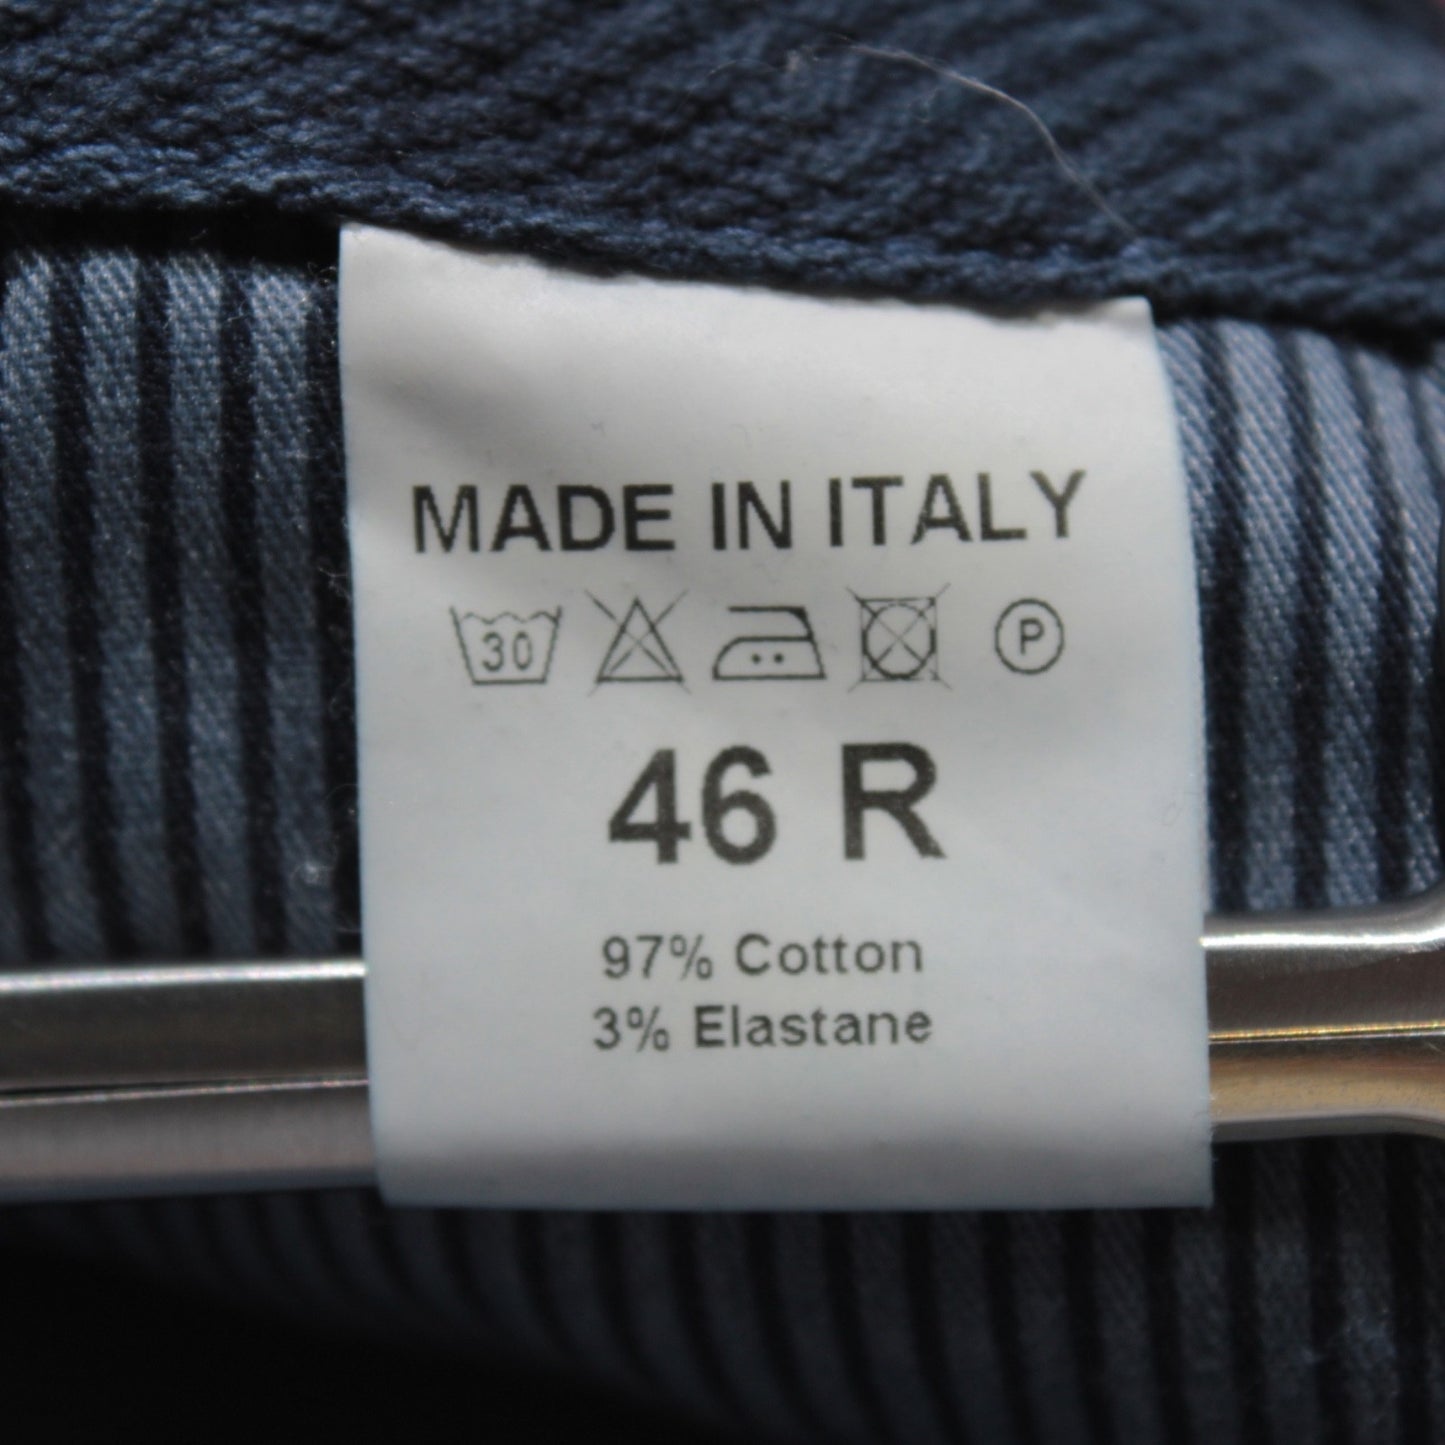 MADE IN ITALY
30 P
46 R
97% Cotton
3% Elastane